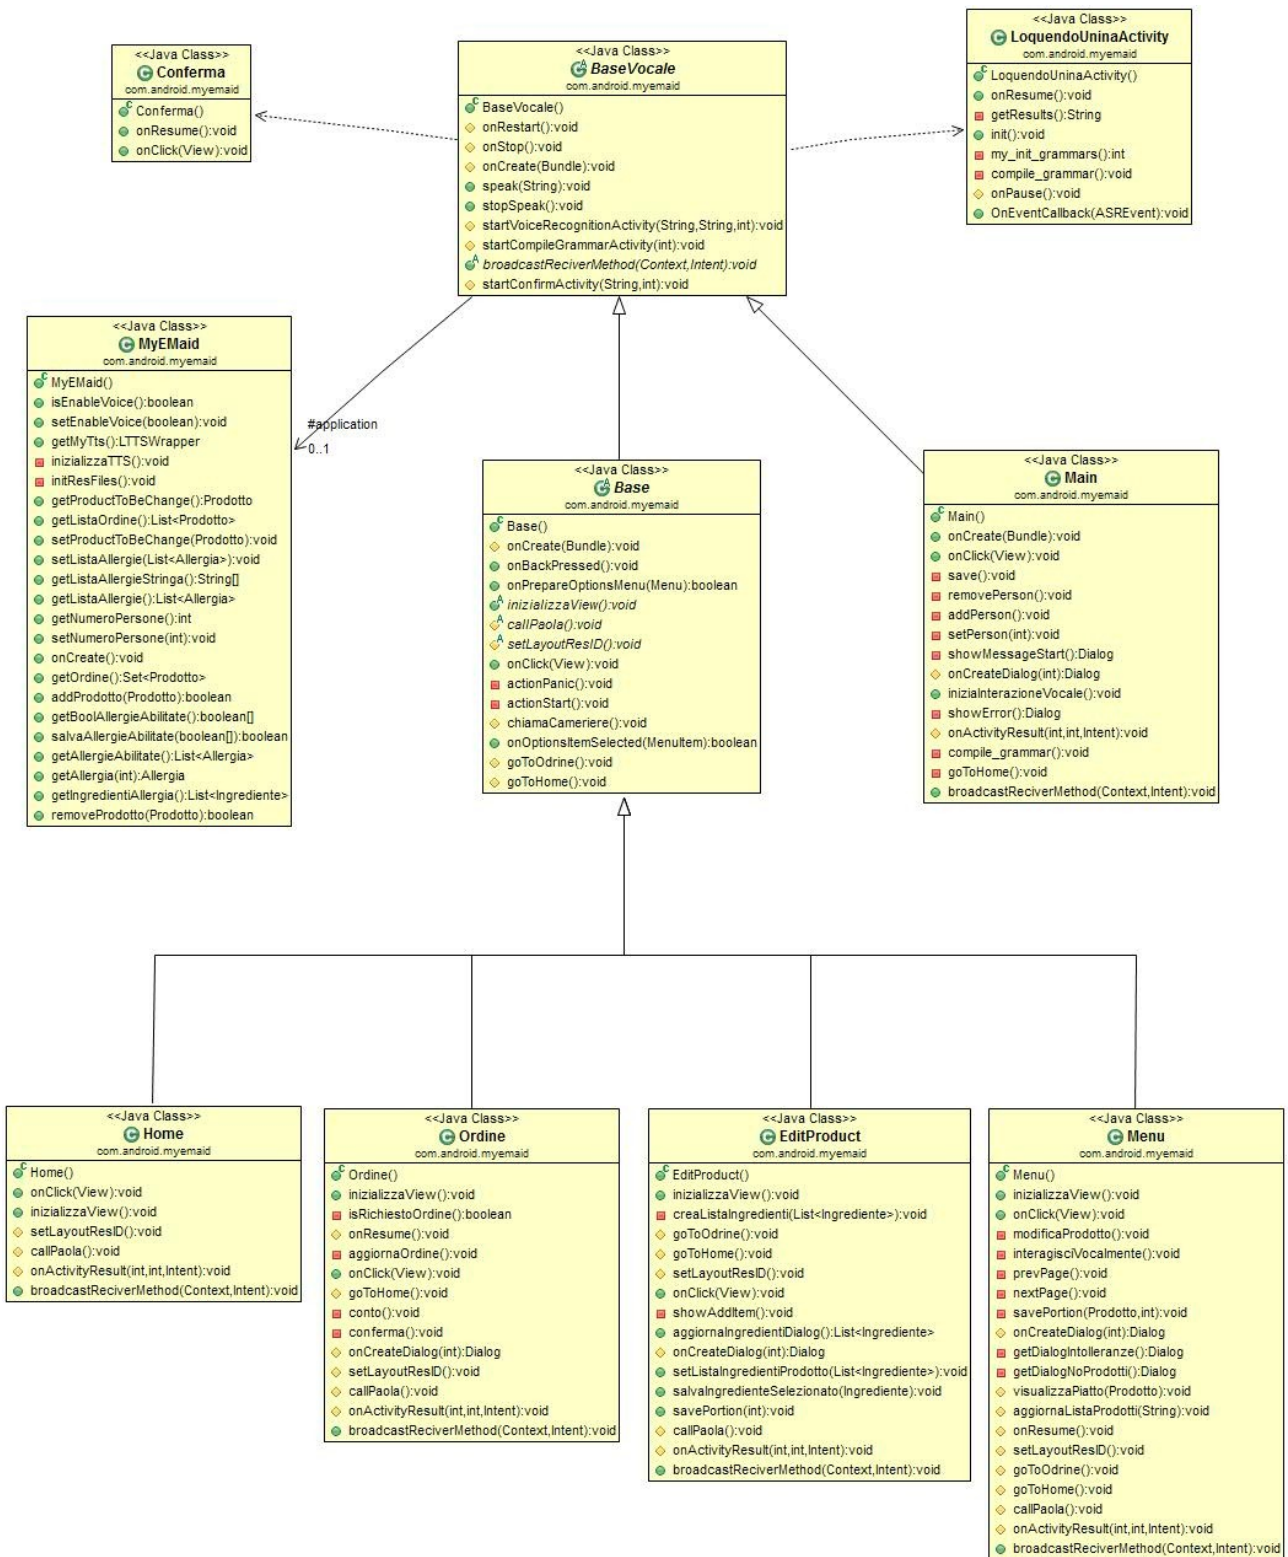 <<Java Class>>
Conferma
com.android.myemaid
Conferma()
onResume():void
onClick(View):void
<<Java Class>>
BaseVocale
com.android.myemaid
BaseVocale()
onRestart():void
onStop():void
onCreate(Bundle):void
speak(String):void
stopSpeak():void
startVoiceRecognitionActivity(String,String,int):void
startCompileGrammarActivity(int):void
broadcastReciverMethod(Context,Intent):void
startConfirmActivity(String,int):void
<<Java Class>>
LoquendoUninaActivity
com.android.myemaid
LoquendoUninaActivity()
onResume():void
getResults():String
init():void
my_init_grammars():int
compile_grammar():void
onPause():void
OnEventCallback(ASREvent):void
<<Java Class>>
MyEMaid
com.android.myemaid
MyEMaid()
isEnableVoice():boolean
setEnableVoice(boolean):void
getMyTts():LTTSWrapper
inizializzaTTS():void
initResFiles():void
getProductToBeChange():Prodotto
getListaOrdine():List<Prodotto>
setProductToBeChange(Prodotto):void
setListaAllergie(List<Allergia>):void
getListaAllergieStringa():String[]
getListaAllergie():List<Allergia>
getNumeroPersone():int
setNumeroPersone(int):void
onCreate():void
getOrdine():Set<Prodotto>
addProdotto(Prodotto):boolean
getBoolAllergieAbilitate():boolean[]
salvaAllergieAbilitate(boolean[]):boolean
getAllergieAbilitate():List<Allergia>
getAllergia(int):Allergia
getIngredientiAllergia():List<Ingrediente>
removeProdotto(Prodotto):boolean
#application
0..1
<<Java Class>>
Base
com.android.myemaid
Base()
onCreate(Bundle):void
onBackPressed():void
onPrepareOptionsMenu(Menu):boolean
inizializzaView():void
callPaola():void
setLayoutResID():void
onClick(View):void
actionPanic():void
actionStart():void
chiamaCameriere():void
onOptionsItemSelected(MenuItem):boolean
goToOdrine():void
goToHome():void
<<Java Class>>
Main
com.android.myemaid
Main()
onCreate(Bundle):void
onClick(View):void
save():void
removePerson():void
addPerson():void
setPerson(int):void
showMessageStart():Dialog
onCreateDialog(int):Dialog
iniziaInterazioneVocale():void
showError():Dialog
onActivityResult(int,int,Intent):void
compile_grammar():void
goToHome():void
broadcastReciverMethod(Context,Intent):void
<<Java Class>>
Home
com.android.myemaid
Home()
onClick(View):void
inizializzaView():void
setLayoutResID():void
callPaola():void
onActivityResult(int,int,Intent):void
broadcastReciverMethod(Context,Intent):void
<<Java Class>>
Ordine
com.android.myemaid
Ordine()
inizializzaView():void
isRichiestoOrdine():boolean
onResume():void
aggiornaOrdine():void
onClick(View):void
goToHome():void
conto():void
conferma():void
onCreateDialog(int):Dialog
setLayoutResID():void
callPaola():void
onActivityResult(int,int,Intent):void
broadcastReciverMethod(Context,Intent):void
<<Java Class>>
EditProduct
com.android.myemaid
EditProduct()
inizializzaView():void
creaListaIngredienti(List<Ingrediente>):void
goToOdrine():void
goToHome():void
setLayoutResID():void
onClick(View):void
showAddItem():void
aggiornaIngredientiDialog():List<Ingrediente>
onCreateDialog(int):Dialog
setListaIngredientiProdotto(List<Ingrediente>):void
salvaIngredienteSelezionato(Ingrediente):void
savePortion(int):void
callPaola():void
onActivityResult(int,int,Intent):void
broadcastReciverMethod(Context,Intent):void
<<Java Class>>
Menu
com.android.myemaid
Menu()
inizializzaView():void
onClick(View):void
modificaProdotto():void
interagisciVocalmente():void
prevPage():void
nextPage():void
savePortion(Prodotto,int):void
onCreateDialog(int):Dialog
getDialogIntolleranze():Dialog
getDialogNoProdotti():Dialog
visualizzaPiatto(Prodotto):void
aggiornaListaProdotti(String):void
onResume():void
setLayoutResID():void
goToOdrine():void
goToHome():void
callPaola():void
onActivityResult(int,int,Intent):void
broadcastReciverMethod(Context,Intent):void